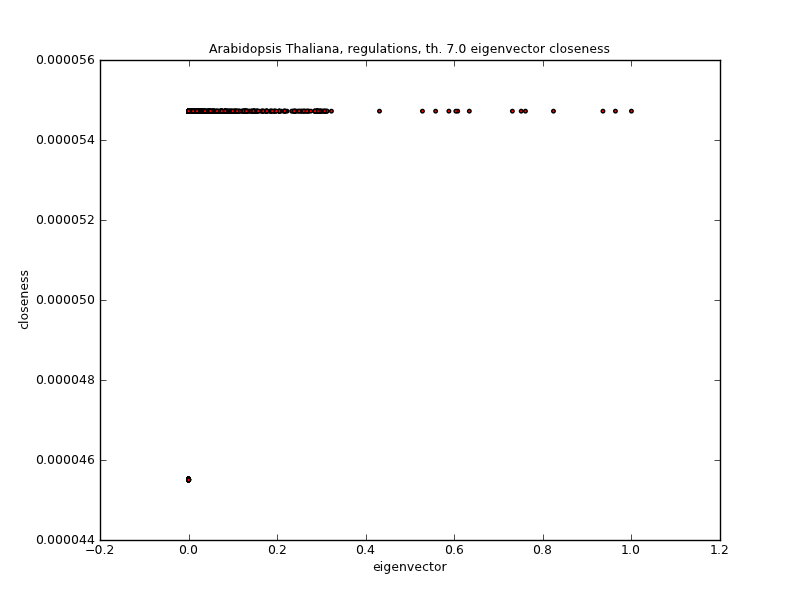 Arabidopsis Thaliana, regulations, th. 7.0 eigenvector closeness
0.000056
0.000054
0.000052
0.000050
0.000048
0.000046
0.000044
closeness
−0.2 0.0 0.2 0.4 0.6 0.8 1.0 1.2
eigenvector